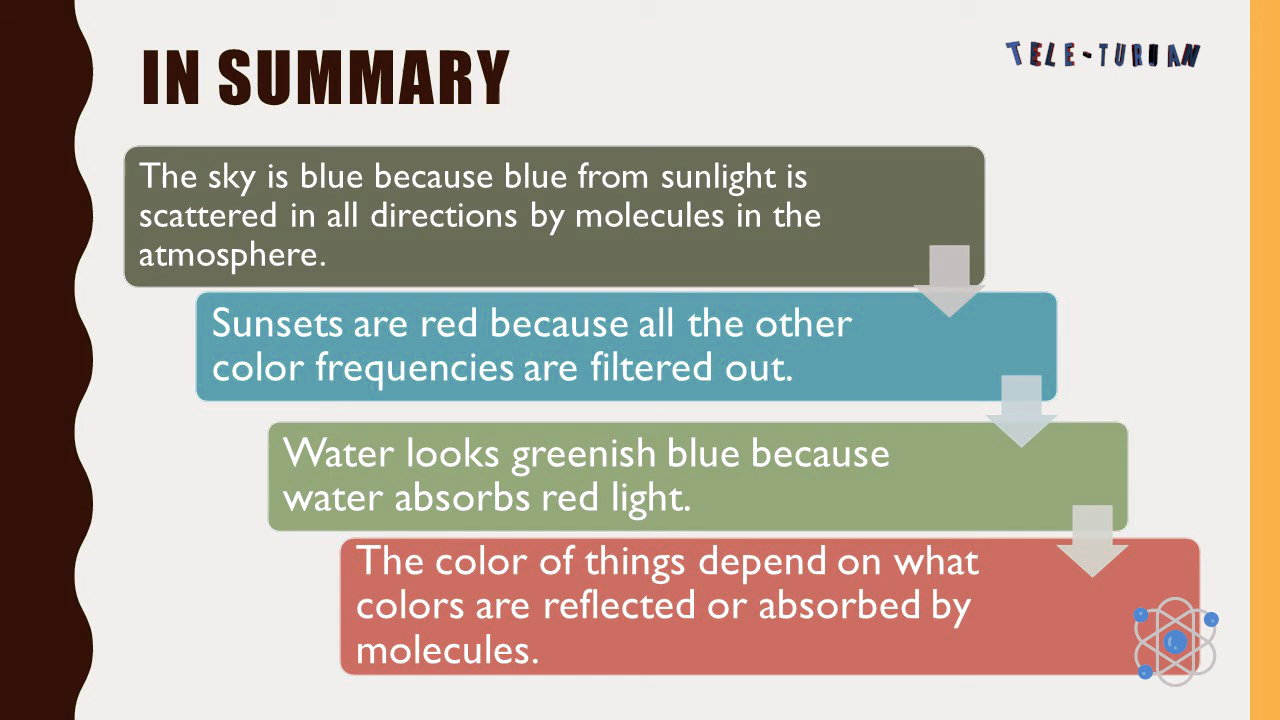 IN SUMMARY
TELE-TURUAN
The sky is blue because blue from sunlight is
scattered in all directions by molecules in the
atmosphere.
Sunsets are red because all the other
color frequencies are filtered out.
Water looks greenish blue because
water absorbs red light.
The color of things depend on what
colors are reflected or absorbed by
molecules.